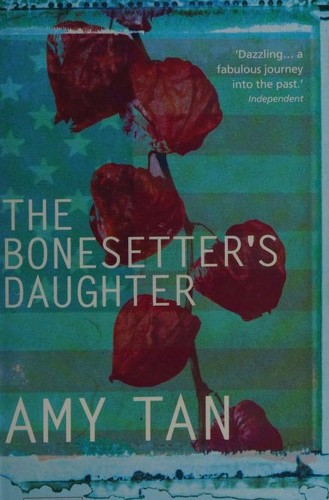 'Dazzling... a
fabulous journey
into the past.'
Independent
THE
BONESETTER'S
DAUGHTER
AMY TAN